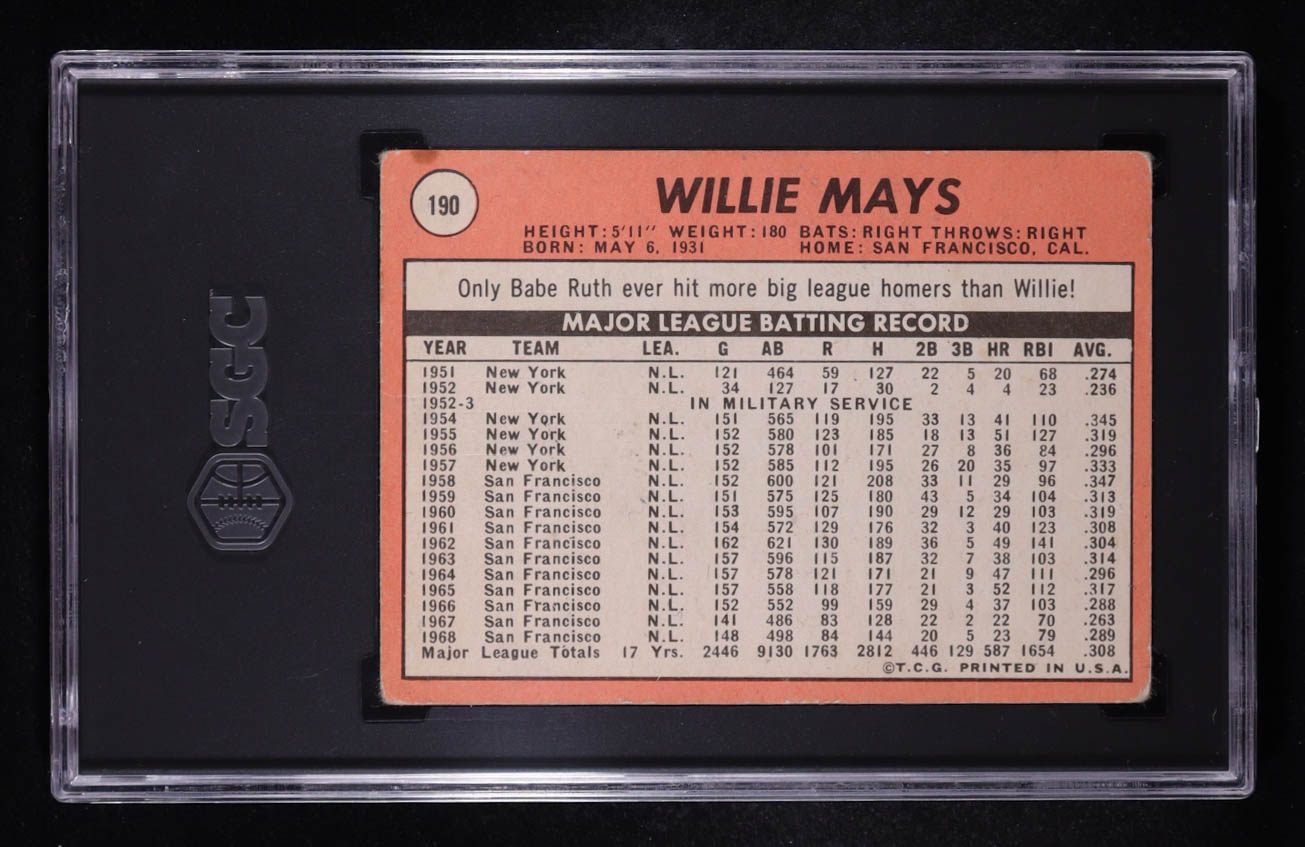 SGC
190
WILLIE MAYS
HEIGHT: 5'11" WEIGHT: 180 BATS: RIGHT THROWS: RIGHT
BORN: MAY 6, 1931 HOME: SAN FRANCISCO, CAL.
Only Babe Ruth ever hit more big league homers than Willie!
MAJOR LEAGUE BATTING RECORD
YEAR TEAM LEA. G AB R H 2B 3B HR RBI AVG.
1951 New York N.L. 121 464 59 127 22 5 20 68 .274
1952 New York N.L. 34 127 17 30 2 4 4 23 .236
1952-3 IN MILITARY SERVICE
1954 New York N.L. 151 565 119 195 33 13 41 110 .345
1955 New York N.L. 152 580 123 185 18 13 51 127 .319
1956 New York N.L. 152 578 101 171 27 8 36 84 .296
1957 New York N.L. 152 585 112 195 26 20 35 97 .333
1958 San Francisco N.L. 152 600 121 208 33 11 29 96 .347
1959 San Francisco N.L. 151 575 125 180 43 5 34 104 .313
1960 San Francisco N.L. 153 595 107 190 29 12 29 103 .319
1961 San Francisco N.L. 154 572 129 176 32 3 40 123 .308
1962 San Francisco N.L. 162 621 130 189 36 5 49 141 .304
1963 San Francisco N.L. 157 596 115 187 32 7 38 103 .314
1964 San Francisco N.L. 157 578 121 171 21 9 47 111 .296
1965 San Francisco N.L. 157 558 118 177 21 3 52 112 .317
1966 San Francisco N.L. 152 552 99 159 29 4 37 103 .288
1967 San Francisco N.L. 141 486 83 128 22 2 22 70 .263
1968 San Francisco N.L. 148 498 84 144 20 5 23 79 .289
Major League Totals 17 Yrs. 2446 9130 1763 2812 446 129 587 1654 .308
©T.C.G. PRINTED IN U.S.A.